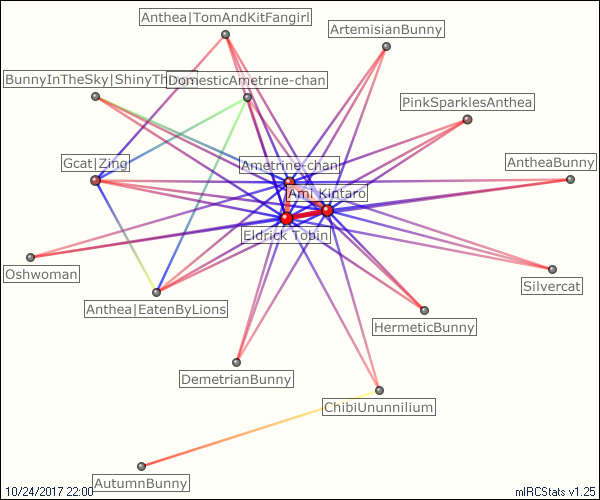 Anthea|TomAndKitFangirl
ArtemisianBunny
BunnyInTheSky|ShinyTh
DomesticAmetrine-chan
PinkSparklesAnthea
Gcat|Zing
Ametrine-chan
AntheaBunny
Ami Kintaro
Eldrick Tobin
Oshwoman
Silvercat
Anthea|EatenByLions
HermeticBunny
DemetrianBunny
ChibiUnunnilium
AutumnBunny
10/24/2017 22:00
mIRCStats v1.25